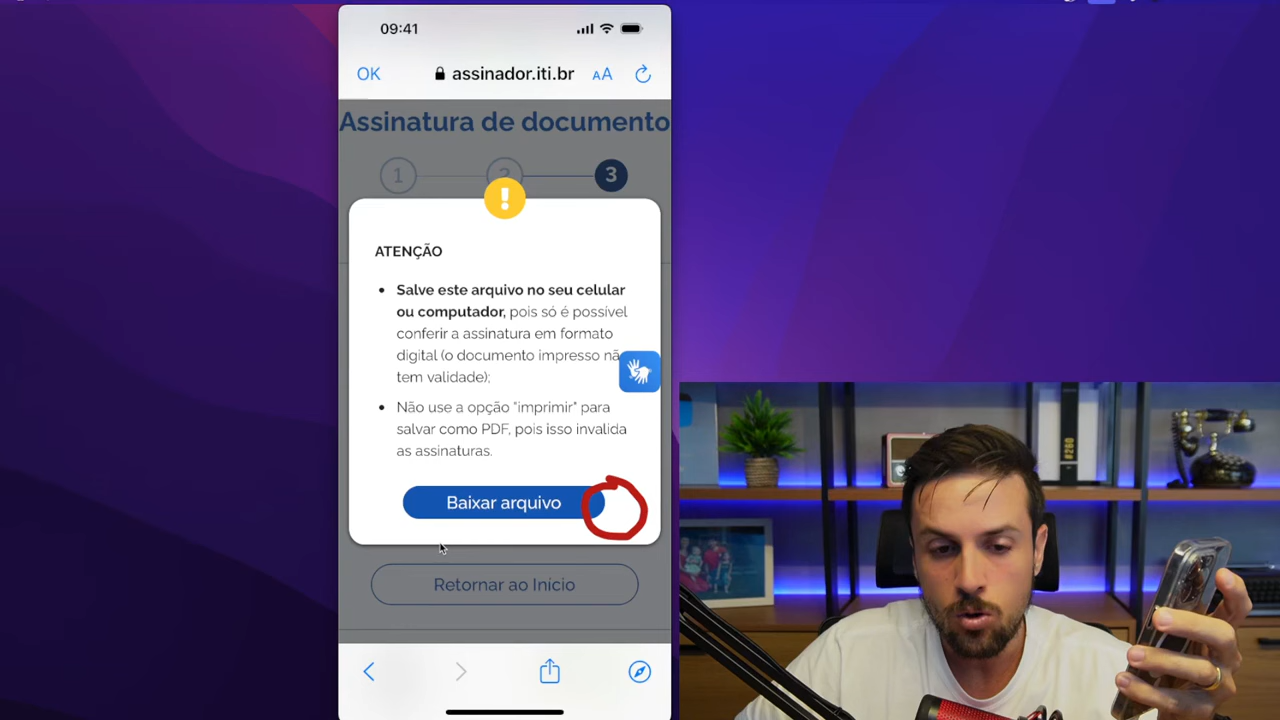 09:41
OK
assinador.iti.br
AA
Assinatura de documento
1
2
3
!
ATENÇÃO
• Salve este arquivo no seu celular
ou computador, pois só é possível
conferir a assinatura em formato
digital (o documento impresso nã
tem validade);
• Não use a opção "imprimir" para
salvar como PDF, pois isso invalida
as assinaturas.
Baixar arquivo
Retornar ao Início
#260